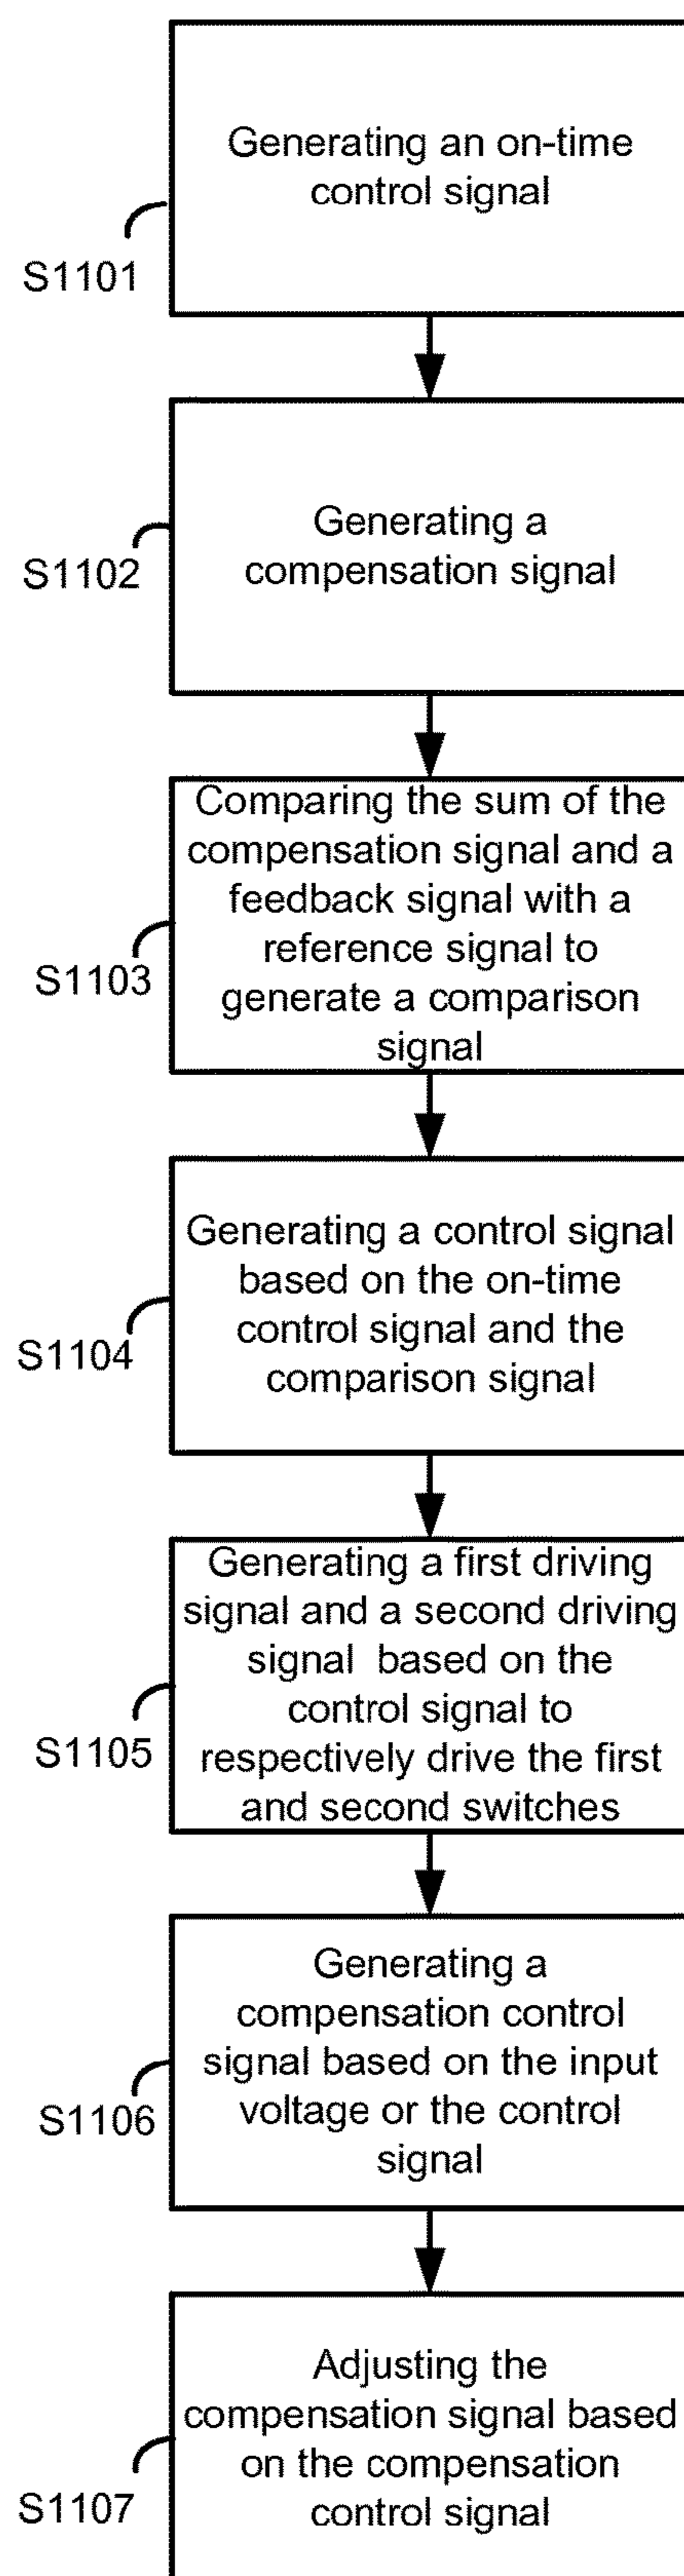 Generating an on-time
control signal
S1101
Generating a
compensation signal
S1102
Comparing the sum of the
compensation signal and a
feedback signal with a
reference signal to
generate a comparison
signal
S1103
Generating a control signal
based on the on-time
control signal and the
comparison signal
S1104
Generating a first driving
signal and a second driving
signal based on the
control signal to
respectively drive the first
and second switches
S1105
Generating a
compensation control
signal based on the input
voltage or the control
signal
S1106
Adjusting the
compensation signal based
on the compensation
control signal
S1107